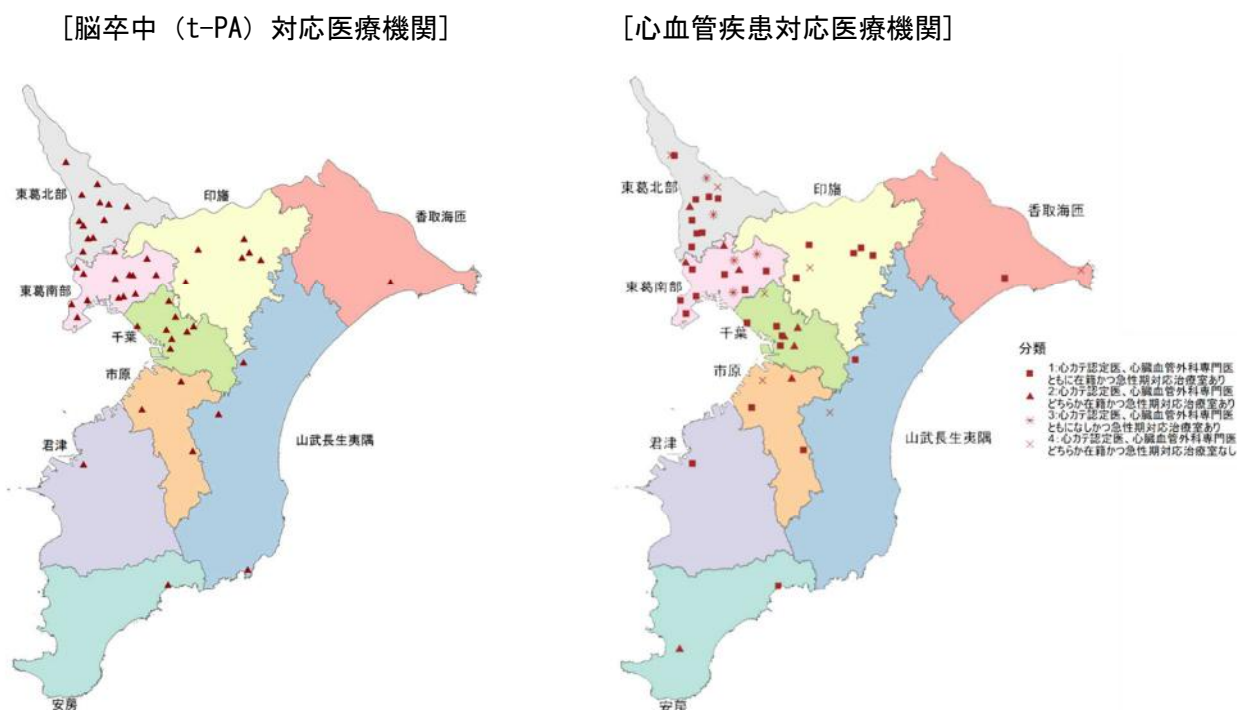 [脳卒中（t-PA）対応医療機関]
東葛北部
印旛
香取海匝
東葛南部
千葉
市原
山武長生夷隅
君津
安房
[心血管疾患対応医療機関]
東葛北部
印旛
香取海匝
東葛南部
千葉
市原
山武長生夷隅
君津
安房
分類
1:心カテ認定医、心臓血管外科専門医
ともに在籍かつ急性期対応治療室あり
2:心カテ認定医、心臓血管外科専門医
どちらか在籍かつ急性期対応治療室あり
3:心カテ認定医、心臓血管外科専門医
ともになしかつ急性期対応治療室あり
4:心カテ認定医、心臓血管外科専門医
どちらか在籍かつ急性期対応治療室なし